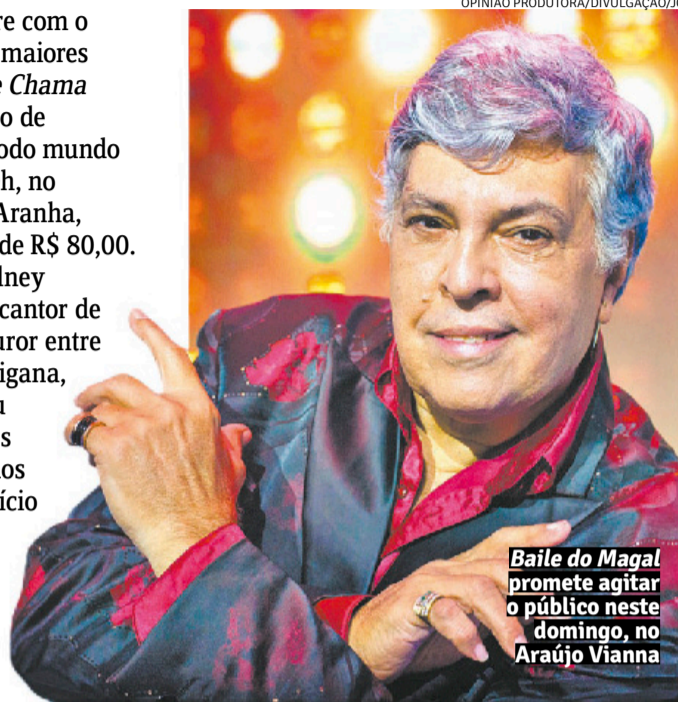 OPINIÃO PRODUTORA/DIVULGAÇÃO/J
re com o
maiores
e Chama
o de
odo mundo
h, no
Aranha,
de R$ 80,00.
dney
cantor de
uror entre
igana,
u
s
os
ício
Baile do Magal
promete agitar
o público neste
domingo, no
Araújo Vianna